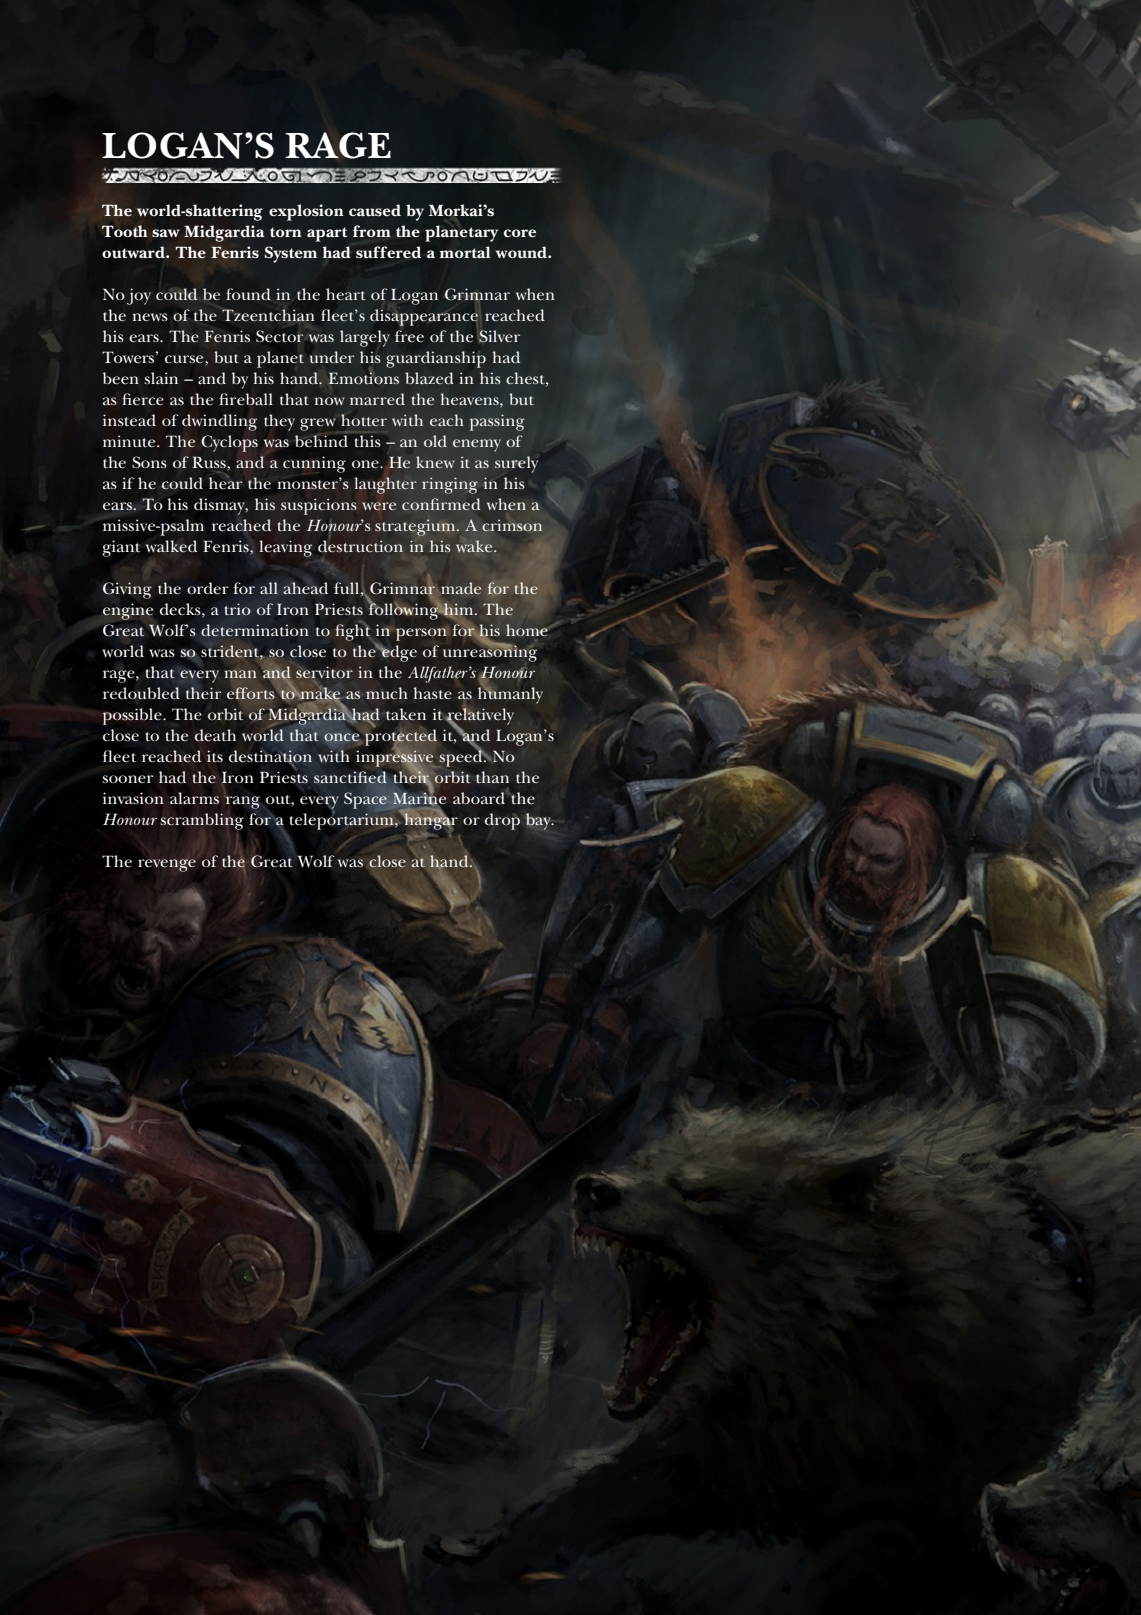 LOGAN’S RAGE
The world-shattering explosion caused by Morkai’s
Tooth saw Midgardia torn apart from the planetary core
outward. The Fenris System had suffered a mortal wound.
No joy could be found in the heart of Logan Grimnar when
the news of the Tzeentchian fleet’s disappearance reached
his ears. The Fenris Sector was largely free of the Silver
Towers’ curse, but a planet under his guardianship had
been slain – and by his hand. Emotions blazed in his chest,
as fierce as the fireball that now marred the heavens, but
instead of dwindling they grew hotter with each passing
minute. The Cyclops was behind this – an old enemy of
the Sons of Russ, and a cunning one. He knew it as surely
as if he could hear the monster’s laughter ringing in his
ears. To his dismay, his suspicions were confirmed when a
missive-psalm reached the Honour’s strategium. A crimson
giant walked Fenris, leaving destruction in his wake.
Giving the order for all ahead full, Grimnar made for the
engine decks, a trio of Iron Priests following him. The
Great Wolf’s determination to fight in person for his home
world was so strident, so close to the edge of unreasoning
rage, that every man and servitor in the Allfather’s Honour
redoubled their efforts to make as much haste as humanly
possible. The orbit of Midgardia had taken it relatively
close to the death world that once protected it, and Logan’s
fleet reached its destination with impressive speed. No
sooner had the Iron Priests sanctified their orbit than the
invasion alarms rang out, every Space Marine aboard the
Honour scrambling for a teleportarium, hangar or drop bay.
The revenge of the Great Wolf was close at hand.